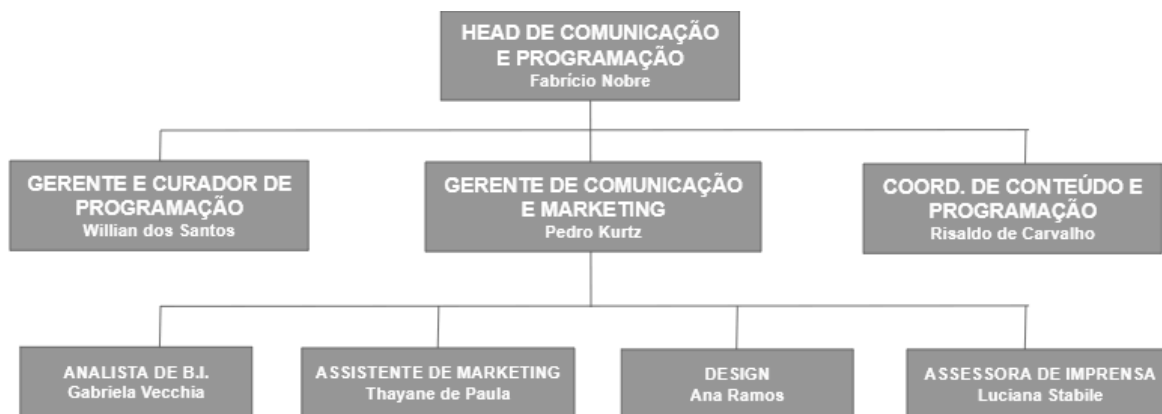 HEAD DE COMUNICAÇÃO
E PROGRAMAÇÃO
Fabrício Nobre
GERENTE E CURADOR DE
PROGRAMAÇÃO
Willian dos Santos
GERENTE DE COMUNICAÇÃO
E MARKETING
Pedro Kurtz
COORD. DE CONTEÚDO E
PROGRAMAÇÃO
Risaldo de Carvalho
ANALISTA DE B.I.
Gabriela Vecchia
ASSISTENTE DE MARKETING
Thayane de Paula
DESIGN
Ana Ramos
ASSESSORA DE IMPRENSA
Luciana Stabile